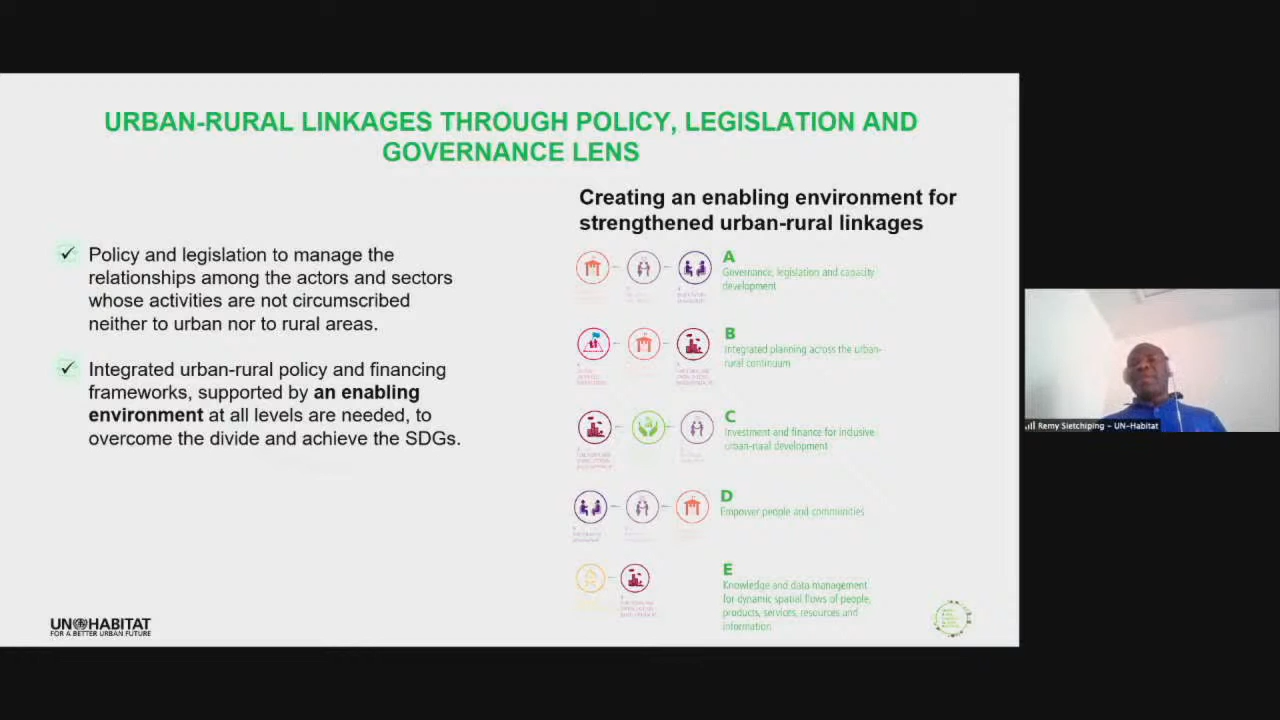 URBAN-RURAL LINKAGES THROUGH POLICY, LEGISLATION AND
GOVERNANCE LENS
Policy and legislation to manage the
relationships among the actors and sectors
whose activities are not circumscribed
neither to urban nor to rural areas.
Integrated urban-rural policy and financing
frameworks, supported by an enabling
environment at all levels are needed, to
overcome the divide and achieve the SDGs.
Creating an enabling environment for
strengthened urban-rural linkages
A
Governance, legislation and capacity
development
B
Integrated planning across the urban-
rural continuum
C
Investment and finance for inclusive
urban-rural development
D
Empower people and communities
E
Knowledge and data management
for dynamic spatial flows of people,
products, services, resources and
information
UN HABITAT
FOR A BETTER URBAN FUTURE
Remy Sietchiping – UN-Habitat